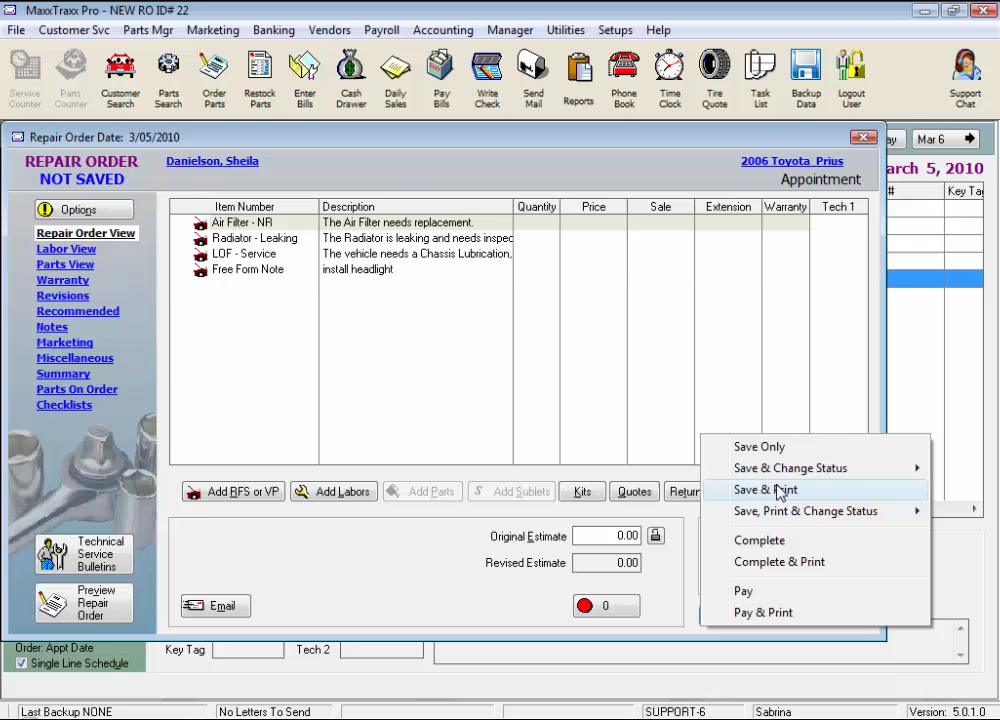 MaxxTraxx Pro - NEW RO ID# 22
File Customer Svc Parts Mgr Marketing Banking Vendors Payroll Accounting Manager Utilities Setups Help
Service Counter
Parts Counter
Customer Search
Parts Search
Order Parts
Restock Parts
Enter Bills
Cash Drawer
Daily Sales
Pay Bills
Write Check
Send Mail
Reports
Phone Book
Time Clock
Tire Quote
Task List
Backup Data
Logout User
Support Chat
Repair Order Date: 3/05/2010
ay Mar 6
REPAIR ORDER
NOT SAVED
Danielson, Sheila
2006 Toyota Prius
Appointment
arch 5, 2010
# Key Tag
Options
Repair Order View
Labor View
Parts View
Warranty
Revisions
Recommended
Notes
Marketing
Miscellaneous
Summary
Parts On Order
Checklists
Technical
Service
Bulletins
Preview
Repair
Order
Item Number Description Quantity Price Sale Extension Warranty Tech 1
Air Filter - NR The Air Filter needs replacement.
Radiator - Leaking The Radiator is leaking and needs inspec
LOF - Service The vehicle needs a Chassis Lubrication,
Free Form Note install headlight
Add BFS or VP Add Labors Add Parts Add Sublets Kits Quotes Return
Original Estimate 0.00
Revised Estimate 0.00
Email
0
Save Only
Save & Change Status
Save & Print
Save, Print & Change Status
Complete
Complete & Print
Pay
Pay & Print
Order: Appt Date
Single Line Schedule
Key Tag Tech 2
Last Backup NONE No Letters To Send SUPPORT-6 Sabrina Version: 5.0.1.0